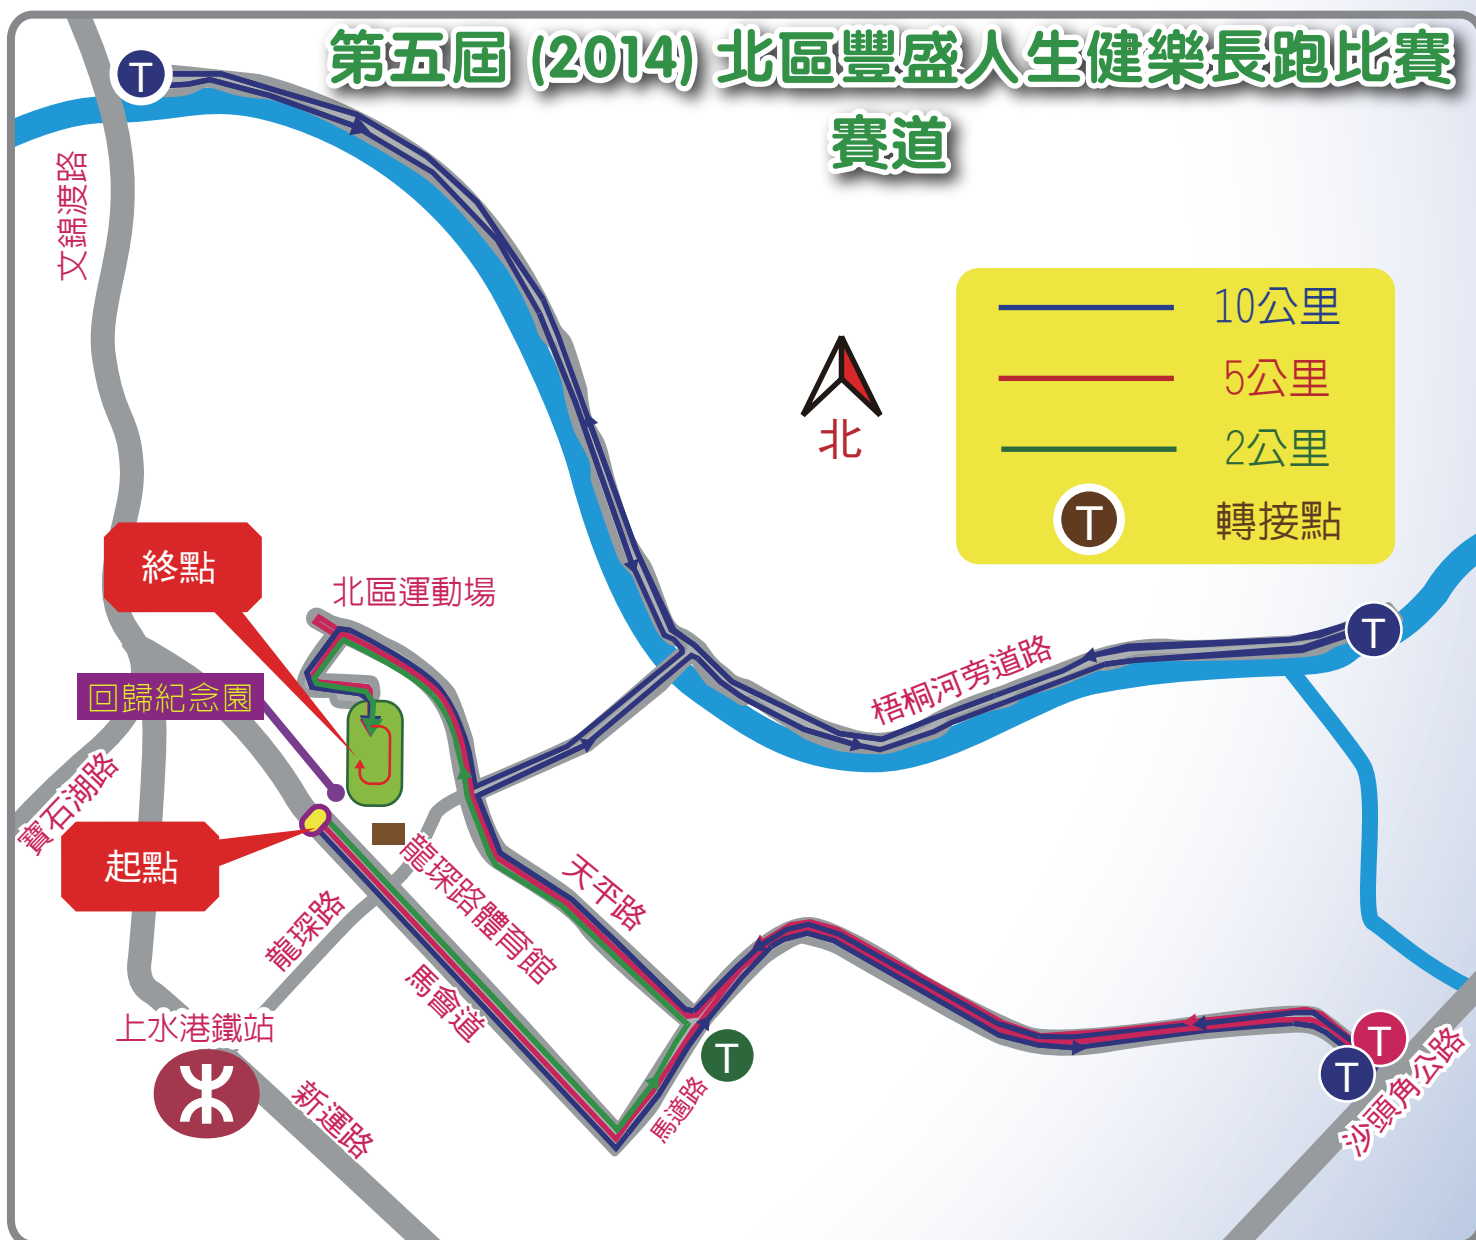 第五屆 (2014) 北區豐盛人生健樂長跑比賽
賽道
T
文錦渡路
10公里
5公里
2公里
T 轉接點
北
終點
北區運動場
T
梧桐河旁道路
回歸紀念園
寶石湖路
起點
龍琛路體育館
天平路
龍琛路
馬會道
上水港鐵站
新運路
T
馬適路
T
T
沙頭角公路